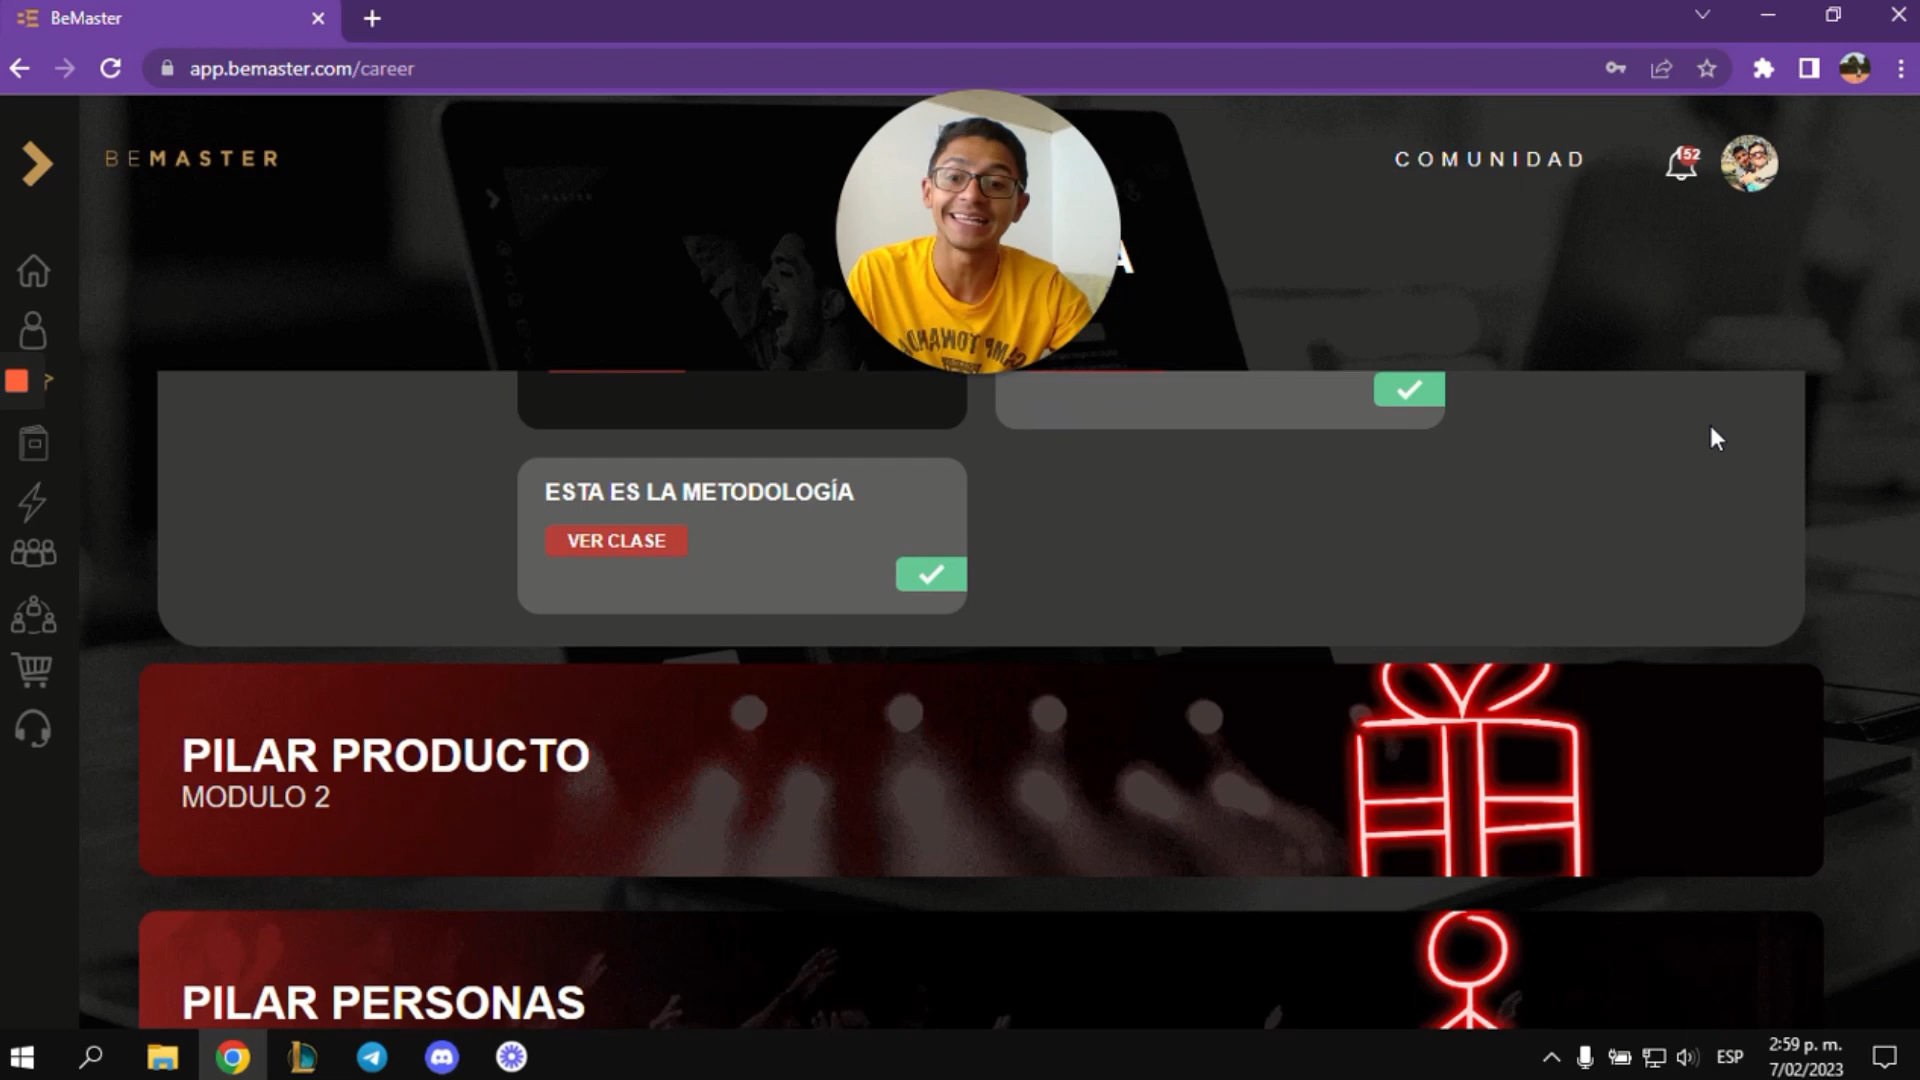 BeMaster
app.bemaster.com/career
BEMASTER
COMUNIDAD
52
A
ESTA ES LA METODOLOGÍA
VER CLASE
PILAR PRODUCTO
MODULO 2
PILAR PERSONAS
ESP
2:59 p. m.
7/02/2023